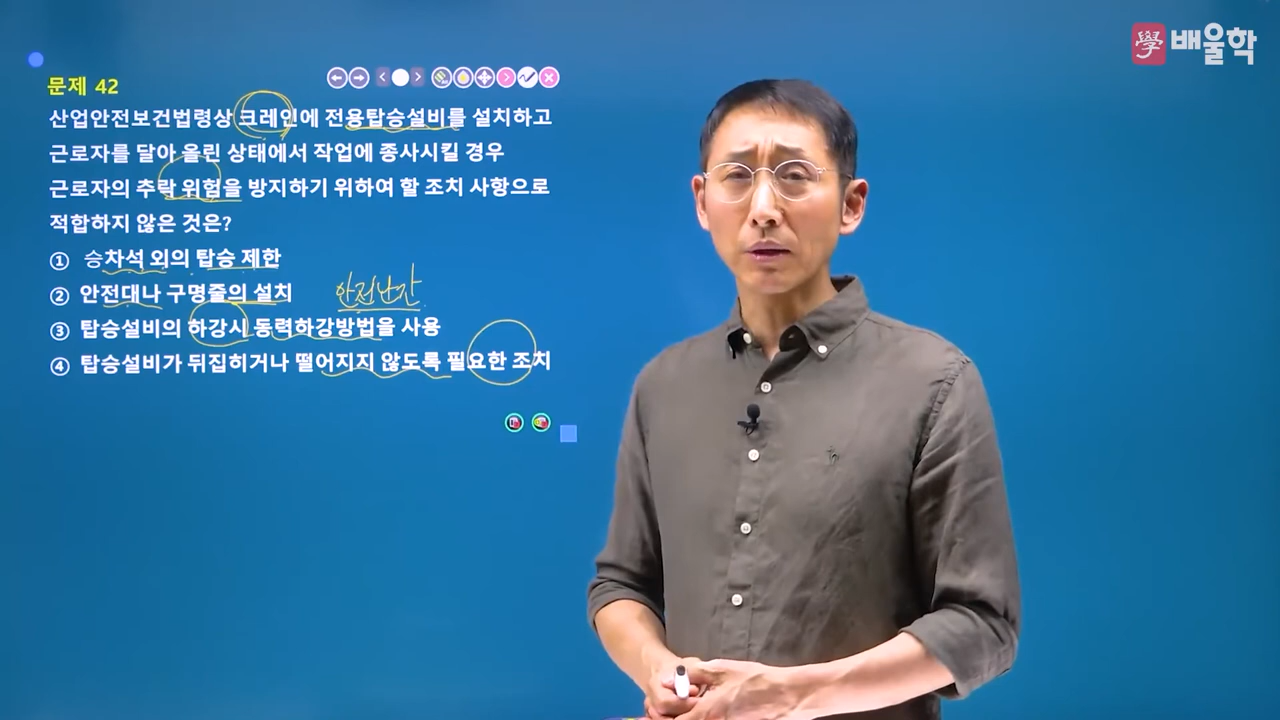 學 배울학
문제 42
산업안전보건법령상 크레인에 전용탑승설비를 설치하고
근로자를 달아 올린 상태에서 작업에 종사시킬 경우
근로자의 추락 위험을 방지하기 위하여 할 조치 사항으로
적합하지 않은 것은?
① 승차석 외의 탑승 제한
② 안전대나 구명줄의 설치 안전난간
③ 탑승설비의 하강시 동력하강방법을 사용
④ 탑승설비가 뒤집히거나 떨어지지 않도록 필요한 조치